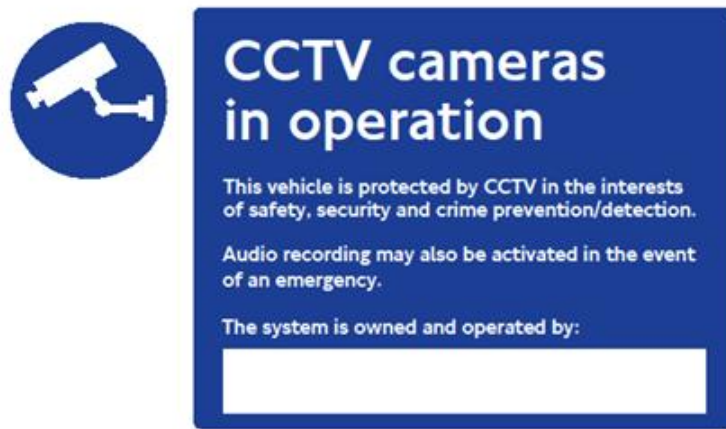 CCTV cameras
in operation
This vehicle is protected by CCTV in the interests
of safety, security and crime prevention/detection.
Audio recording may also be activated in the event
of an emergency.
The system is owned and operated by: